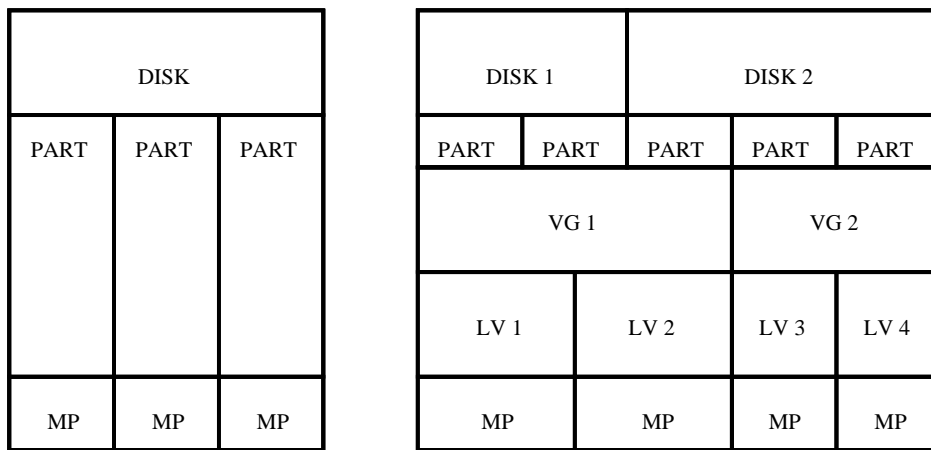 DISK
PART PART PART
MP MP MP
DISK 1 DISK 2
PART PART PART PART PART
VG 1 VG 2
LV 1 LV 2 LV 3 LV 4
MP MP MP MP